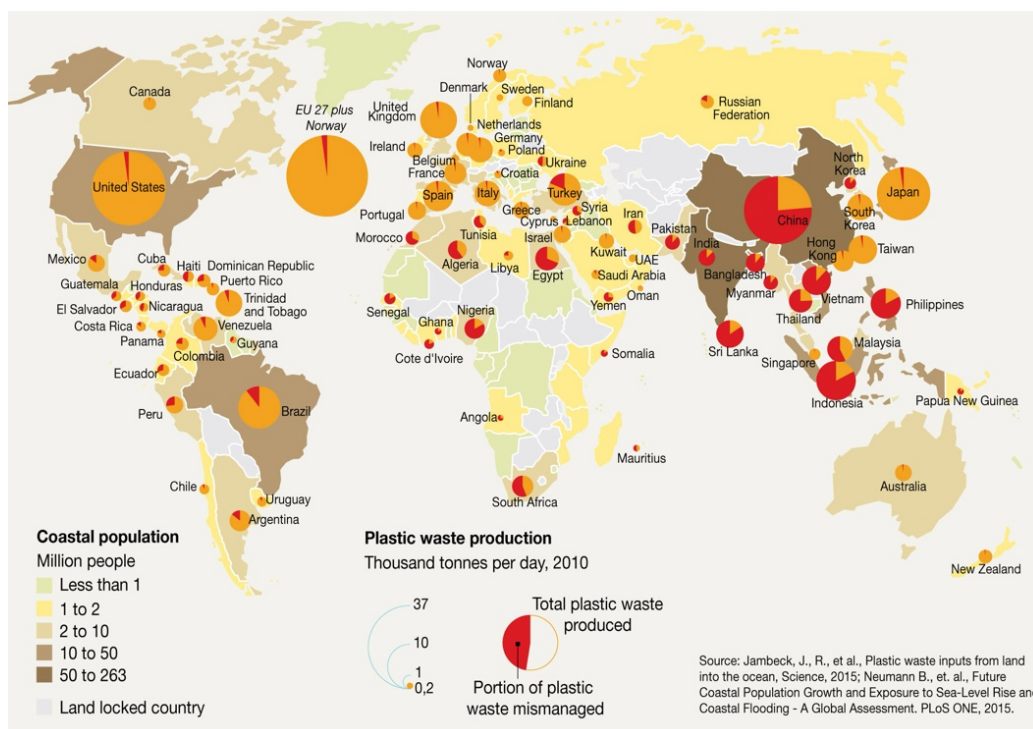 Norway
Denmark
Sweden
Finland
Canada
EU 27 plus
Norway
United
Kingdom
Netherlands
Germany
Poland
Russian
Federation
Ireland
Belgium
France
Ukraine
Croatia
North
Korea
United States
Spain
Italy
Turkey
China
Japan
Portugal
Greece
Cyprus
Syria
Lebanon
Iran
Pakistan
South
Korea
Morocco
Tunisia
Israel
Kuwait
India
Hong
Kong
Taiwan
Mexico
Cuba
Haiti
Dominican Republic
Puerto Rico
Algeria
Libya
Egypt
UAE
Saudi Arabia
Bangladesh
Guatemala
Honduras
Trinidad
and Tobago
Oman
Myanmar
Vietnam
Philippines
El Salvador
Nicaragua
Senegal
Nigeria
Yemen
Thailand
Costa Rica
Venezuela
Ghana
Panama
Guyana
Colombia
Cote d'Ivoire
Somalia
Sri Lanka
Singapore
Malaysia
Ecuador
Indonesia
Papua New Guinea
Peru
Brazil
Angola
Mauritius
Chile
Uruguay
South Africa
Australia
Argentina
New Zealand
Coastal population
Million people
Less than 1
1 to 2
2 to 10
10 to 50
50 to 263
Land locked country
Plastic waste production
Thousand tonnes per day, 2010
37
10
1
0,2
Total plastic waste
produced
Portion of plastic
waste mismanaged
Source: Jambeck, J., R., et al., Plastic waste inputs from land
into the ocean, Science, 2015; Neumann B., et. al., Future
Coastal Population Growth and Exposure to Sea-Level Rise and
Coastal Flooding - A Global Assessment. PLoS ONE, 2015.